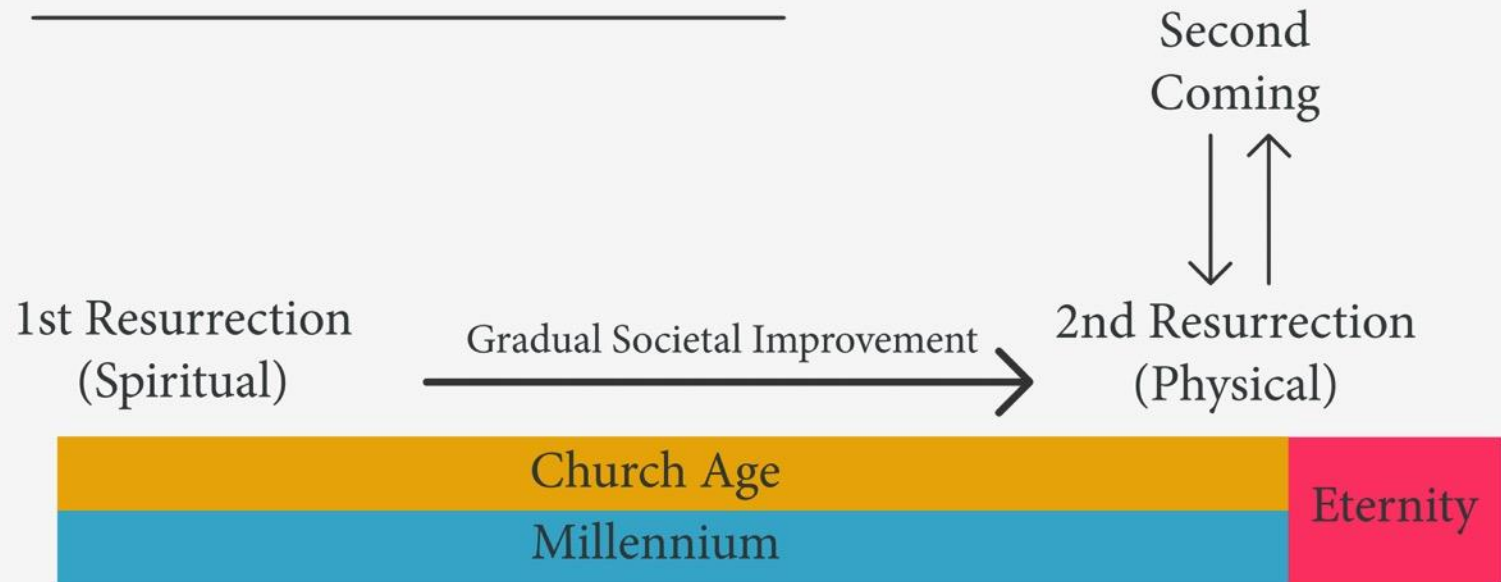 Second
Coming
1st Resurrection
(Spiritual)
Gradual Societal Improvement
2nd Resurrection
(Physical)
Church Age
Millennium
Eternity